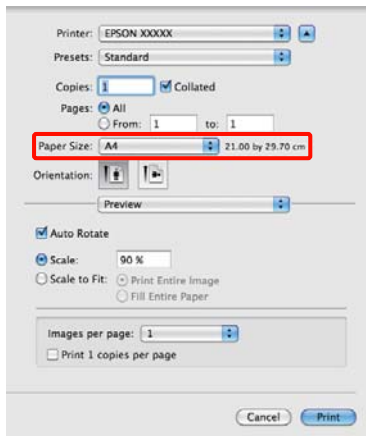 Printer: EPSON XXXXX
Presets: Standard
Copies: 1 Collated
Pages: All
From: 1 to: 1
Paper Size: A4 21.00 by 29.70 cm
Orientation:
Preview
Auto Rotate
Scale: 90 %
Scale to Fit: Print Entire Image
Fill Entire Paper
Images per page: 1
Print 1 copies per page
Cancel Print